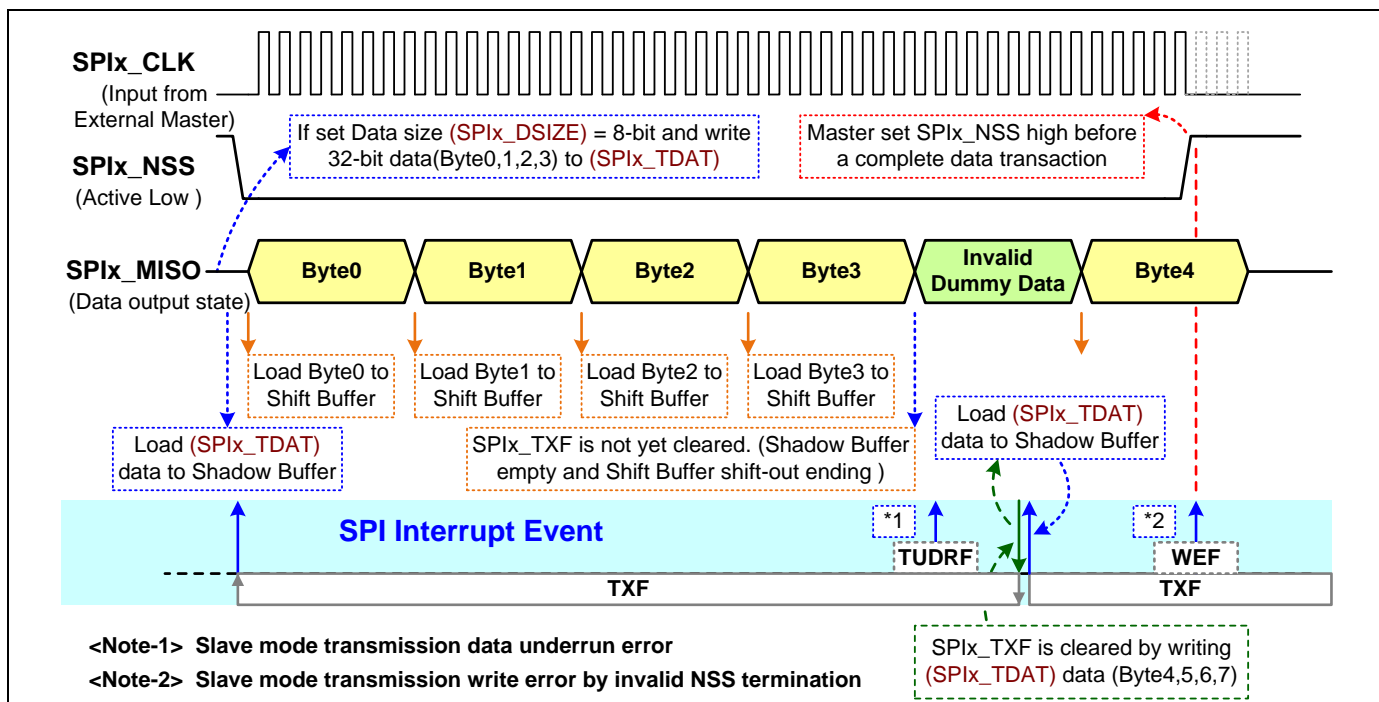 SPIx_CLK
(Input from
External Master)
If set Data size (SPIx_DSIZE) = 8-bit and write
32-bit data(Byte0,1,2,3) to (SPIx_TDAT)
Master set SPIx_NSS high before
a complete data transaction
SPIx_NSS
(Active Low )
SPIx_MISO
(Data output state)
Byte0
Byte1
Byte2
Byte3
Invalid
Dummy Data
Byte4
Load Byte0 to
Shift Buffer
Load Byte1 to
Shift Buffer
Load Byte2 to
Shift Buffer
Load Byte3 to
Shift Buffer
Load (SPIx_TDAT)
data to Shadow Buffer
SPIx_TXF is not yet cleared. (Shadow Buffer
empty and Shift Buffer shift-out ending )
Load (SPIx_TDAT)
data to Shadow Buffer
SPI Interrupt Event
*1
TUDRF
*2
WEF
TXF
TXF
<Note-1> Slave mode transmission data underrun error
<Note-2> Slave mode transmission write error by invalid NSS termination
SPIx_TXF is cleared by writing
(SPIx_TDAT) data (Byte4,5,6,7)